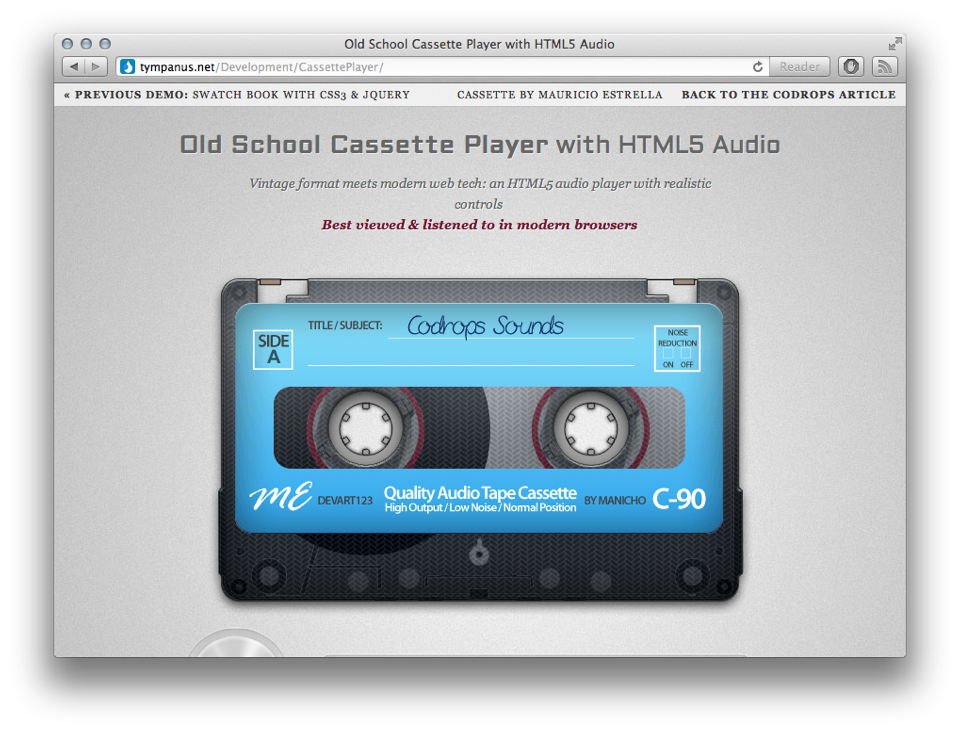 Old School Cassette Player with HTML5 Audio
tympanus.net/Development/CassettePlayer/
Reader
« PREVIOUS DEMO: SWATCH BOOK WITH CSS3 & JQUERY
CASSETTE BY MAURICIO ESTRELLA
BACK TO THE CODROPS ARTICLE
Old School Cassette Player with HTML5 Audio
Vintage format meets modern web tech: an HTML5 audio player with realistic
controls
Best viewed & listened to in modern browsers
SIDE
A
TITLE / SUBJECT:
Codrops Sounds
NOISE
REDUCTION
ON OFF
ME
DEVART123
Quality Audio Tape Cassette
High Output / Low Noise / Normal Position
BY MANICHO
C-90